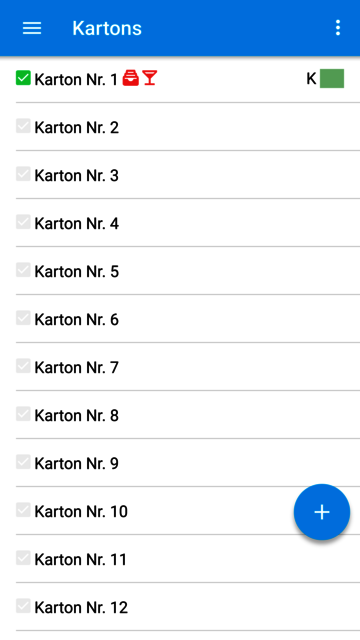 Kartons
Karton Nr. 1 K
Karton Nr. 2
Karton Nr. 3
Karton Nr. 4
Karton Nr. 5
Karton Nr. 6
Karton Nr. 7
Karton Nr. 8
Karton Nr. 9
Karton Nr. 10
Karton Nr. 11
Karton Nr. 12